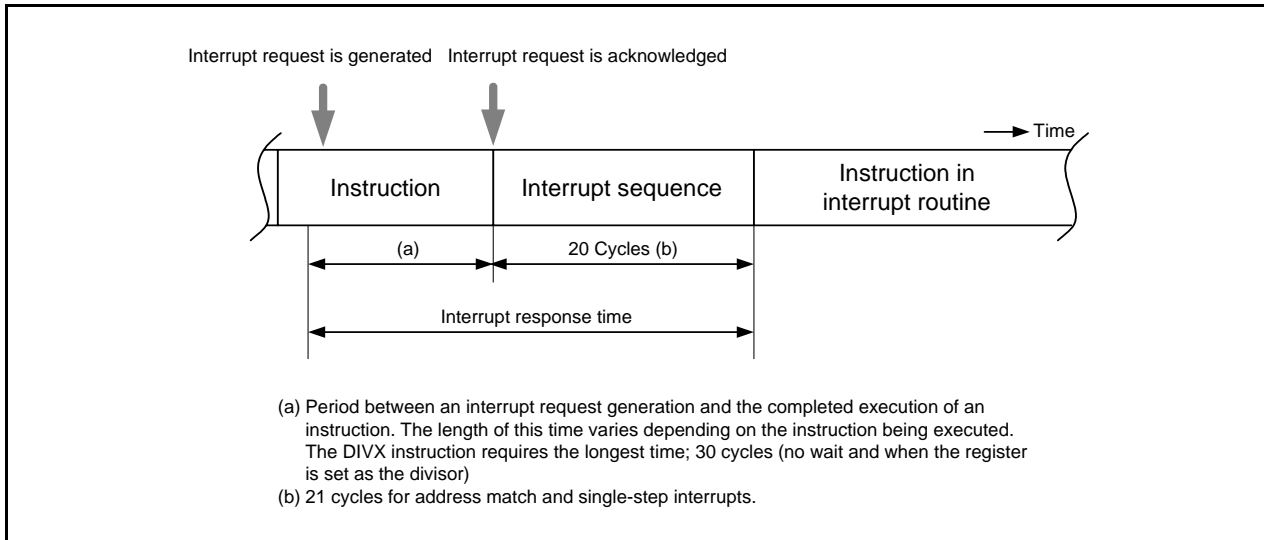 Interrupt request is generated Interrupt request is acknowledged
Time
Instruction
Interrupt sequence
Instruction in
interrupt routine
(a)
20 Cycles (b)
Interrupt response time
(a) Period between an interrupt request generation and the completed execution of an
instruction. The length of this time varies depending on the instruction being executed.
The DIVX instruction requires the longest time; 30 cycles (no wait and when the register
is set as the divisor)
(b) 21 cycles for address match and single-step interrupts.